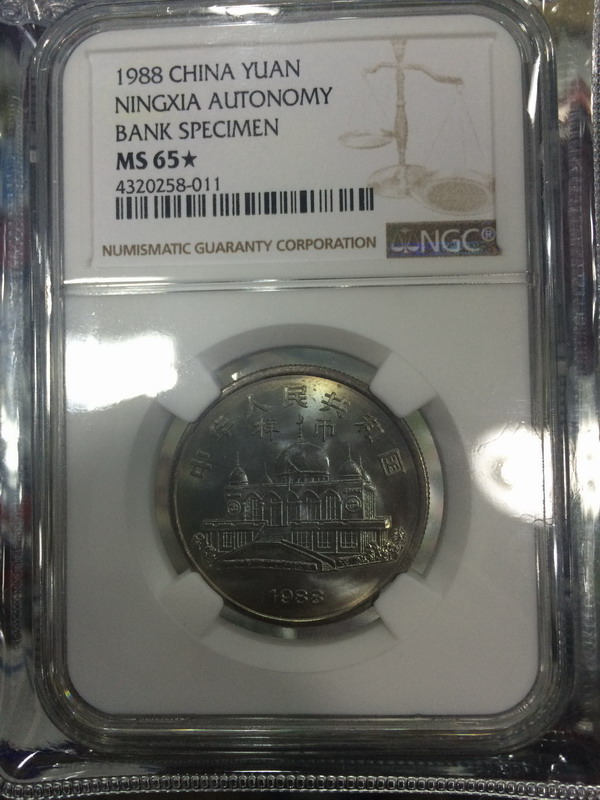 1988 CHINA YUAN
NINGXIA AUTONOMY
BANK SPECIMEN
MS 65★
4320258-011
NUMISMATIC GUARANTY CORPORATION
NGC®
中华人民共和国
样币
1988